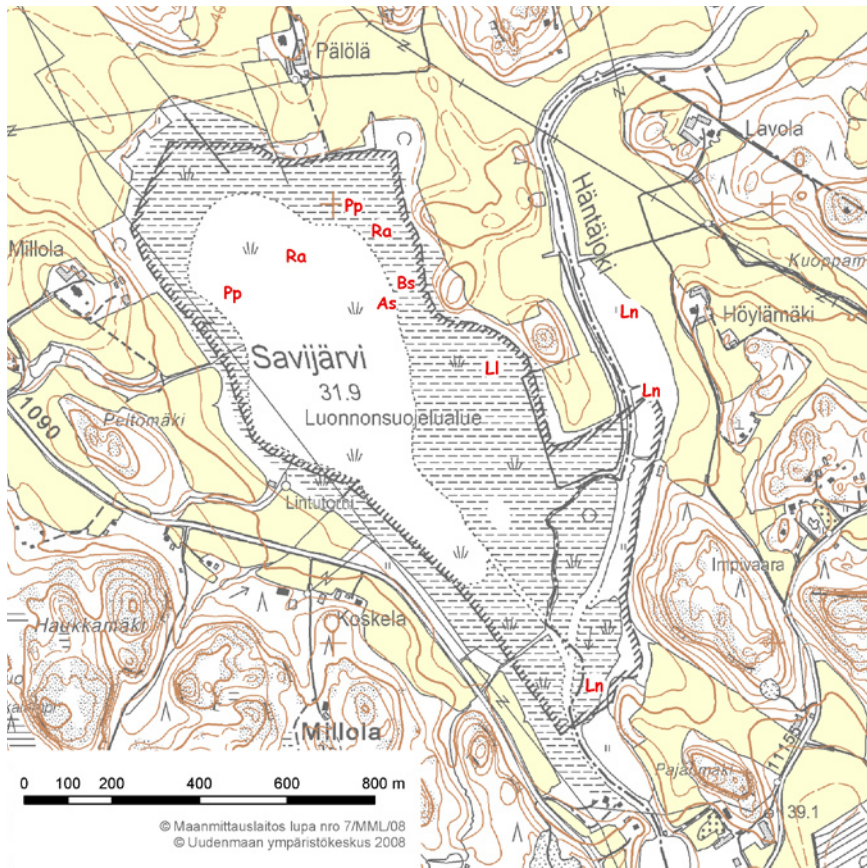 Pälölä
Lavola
Häntäjoki
Pp
Ra
Kuoppam
Millola
Ra
Bs
Pp
As
Ln
Höylämäki
Savijärvi
Ll
31.9
Luonnonsuojelualue
Ln
1090
Peltomäki
Lintutorni
Impivaara
Haukkamäki
Koskela
Ln
Millola
Pajamäki
11155
39.1
0 100 200 400 600 800 m
© Maanmittauslaitos lupa nro 7/MML/08
© Uudenmaan ympäristökeskus 2008